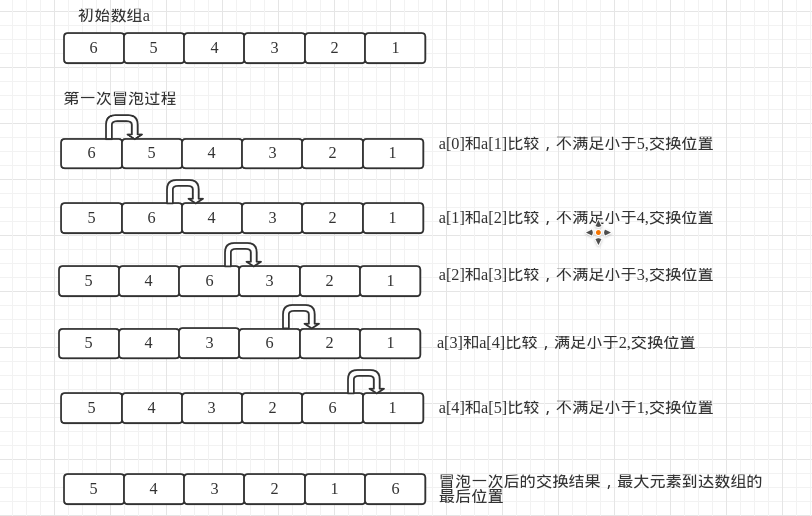 初始数组a
6 5 4 3 2 1
第一次冒泡过程
6 5 4 3 2 1 a[0]和a[1]比较，不满足小于5,交换位置
5 6 4 3 2 1 a[1]和a[2]比较，不满足小于4,交换位置
5 4 6 3 2 1 a[2]和a[3]比较，不满足小于3,交换位置
5 4 3 6 2 1 a[3]和a[4]比较，满足小于2,交换位置
5 4 3 2 6 1 a[4]和a[5]比较，不满足小于1,交换位置
5 4 3 2 1 6 冒泡一次后的交换结果，最大元素到达数组的
最后位置